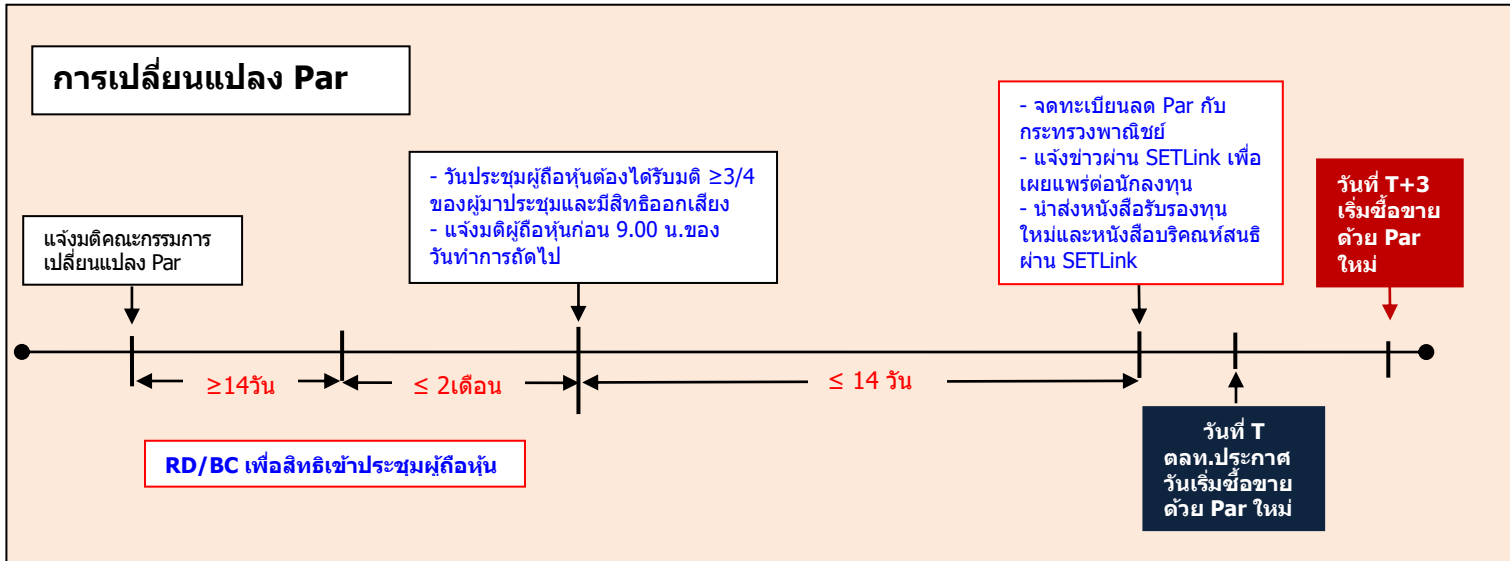 การเปลี่ยนแปลง Par
แจ้งมติคณะกรรมการ
เปลี่ยนแปลง Par
- วันประชุมผู้ถือหุ้นต้องได้รับมติ ≥3/4
ของผู้มาประชุมและมีสิทธิออกเสียง
- แจ้งมติผู้ถือหุ้นก่อน 9.00 น.ของ
วันทำการถัดไป
- จดทะเบียนลด Par กับ
กระทรวงพาณิชย์
- แจ้งข่าวผ่าน SETLink เพื่อ
เผยแพร่ต่อนักลงทุน
- นำส่งหนังสือรับรองทุน
ใหม่และหนังสือบริคณห์สนธิ
ผ่าน SETLink
วันที่ T+3
เริ่มซื้อขาย
ด้วย Par
ใหม่
≥14วัน
≤ 2เดือน
≤ 14 วัน
RD/BC เพื่อสิทธิเข้าประชุมผู้ถือหุ้น
วันที่ T
ตลท.ประกาศ
วันเริ่มซื้อขาย
ด้วย Par ใหม่